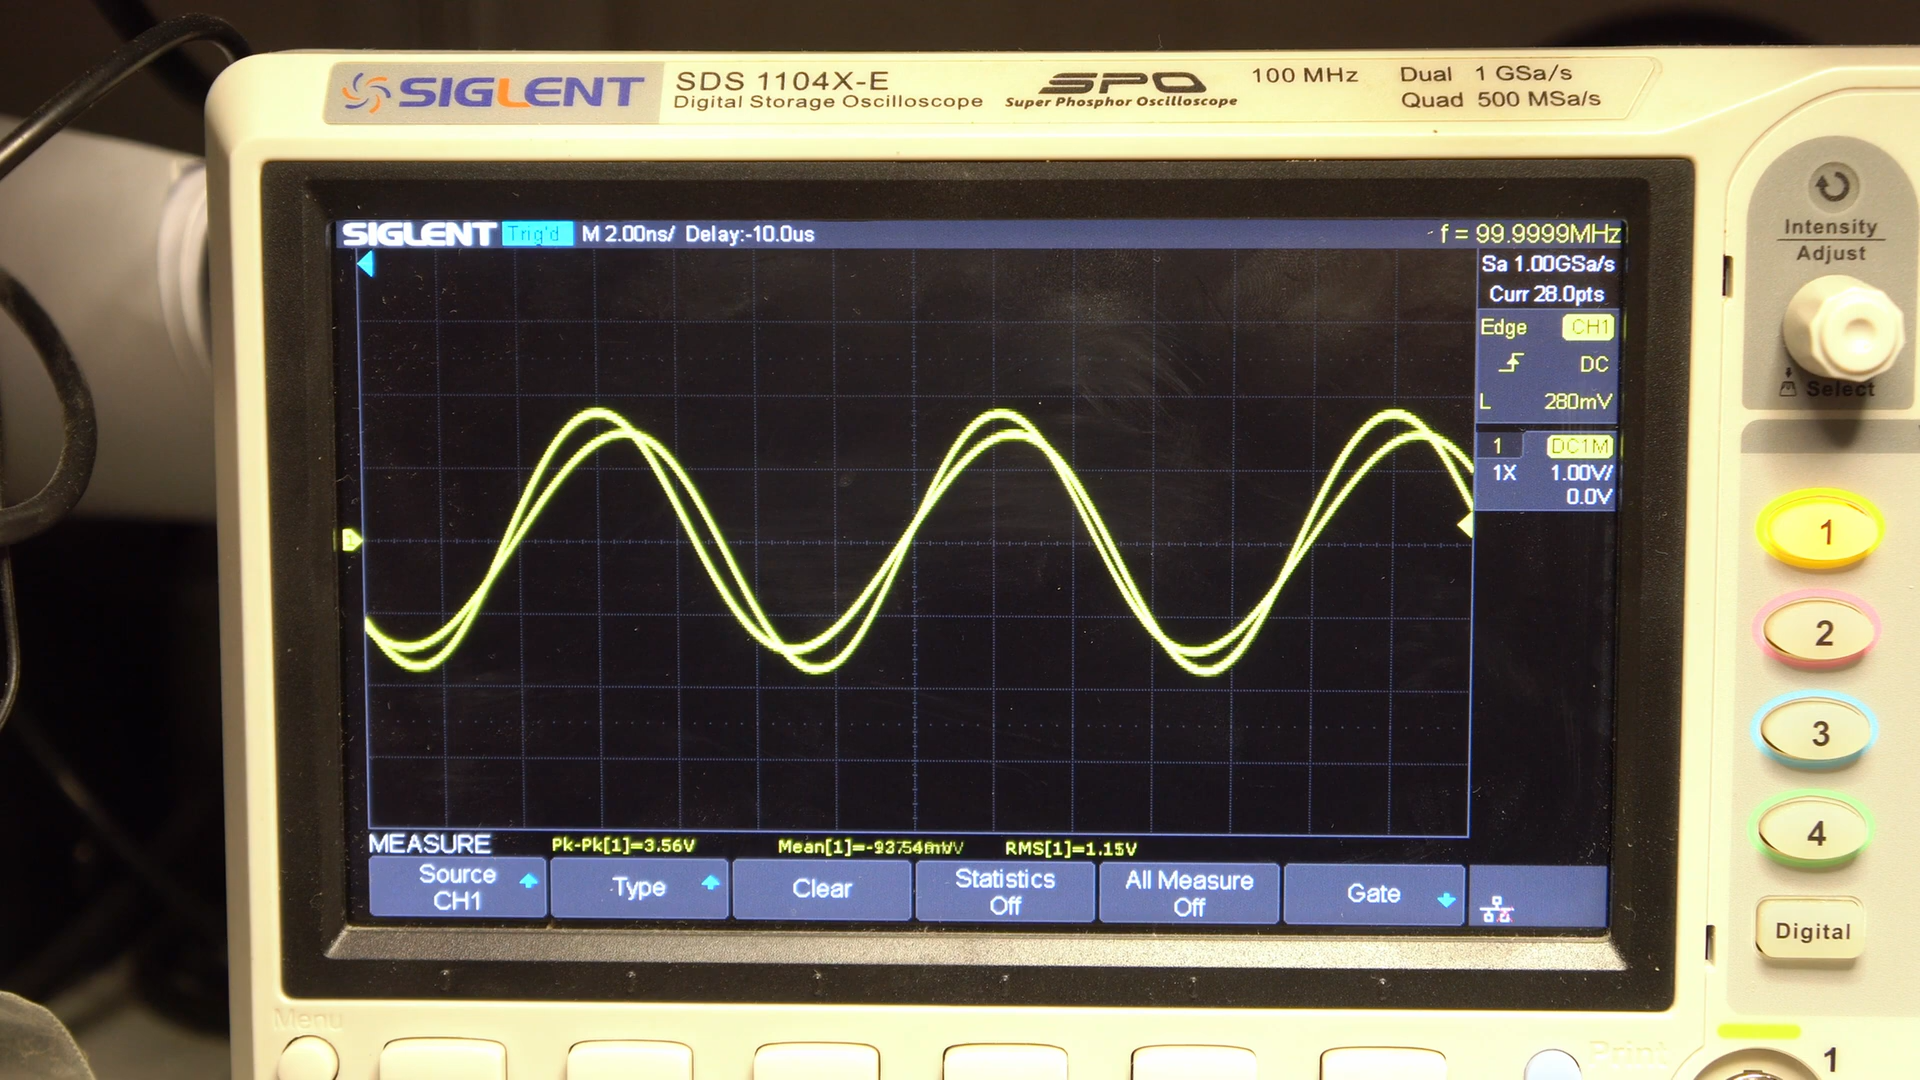 SIGLENT SDS 1104X-E SPO 100 MHz Dual 1 GSa/s
Digital Storage Oscilloscope Super Phosphor Oscilloscope Quad 500 MSa/s
SIGLENT Trig'd M 2.00ns/ Delay:-10.0us f = 99.9999MHz
Sa 1.00GSa/s
Curr 28.0pts
Edge CH1
DC
L 280mV
1 DC1M
1X 1.00V/
0.0V
1
MEASURE Pk-Pk[1]=3.56V RMS[1]=1.15V
Source
CH1
Type
Clear
Statistics
Off
All Measure
Off
Gate
Intensity
Adjust
Select
1
2
3
4
Digital
Menu
Print
1